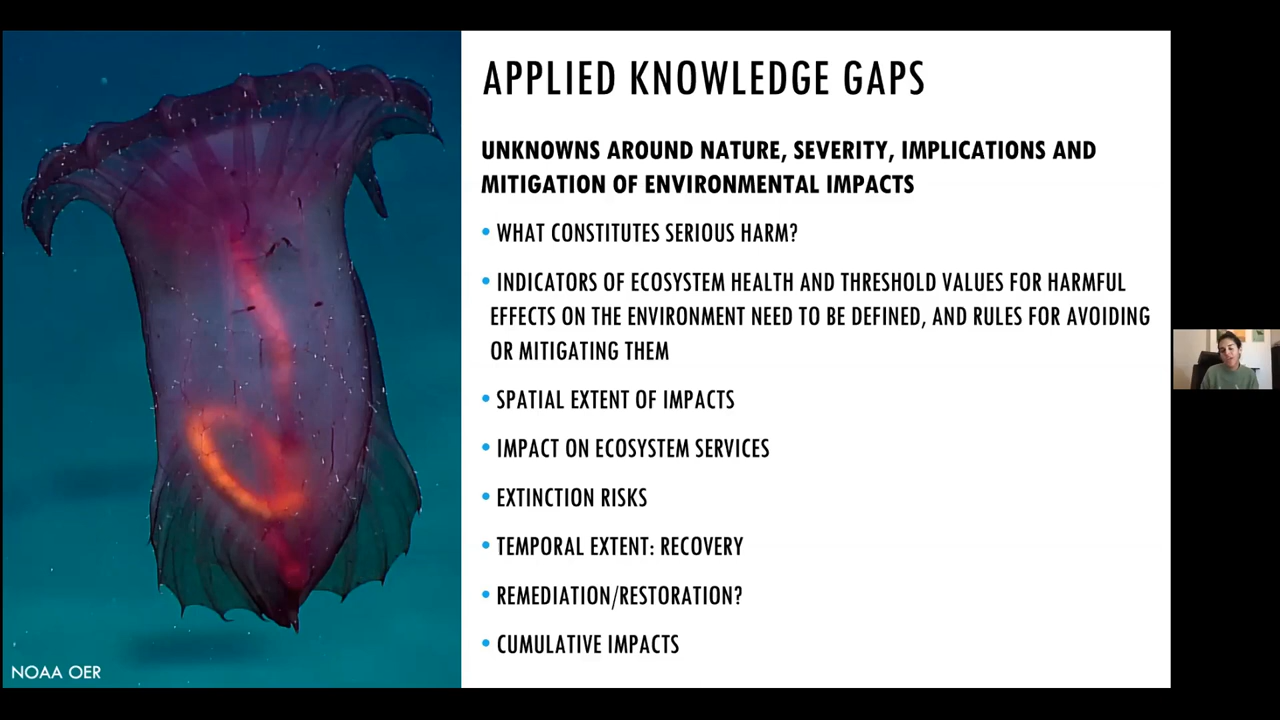 APPLIED KNOWLEDGE GAPS
UNKNOWNS AROUND NATURE, SEVERITY, IMPLICATIONS AND
MITIGATION OF ENVIRONMENTAL IMPACTS
• WHAT CONSTITUTES SERIOUS HARM?
• INDICATORS OF ECOSYSTEM HEALTH AND THRESHOLD VALUES FOR HARMFUL
EFFECTS ON THE ENVIRONMENT NEED TO BE DEFINED, AND RULES FOR AVOIDING
OR MITIGATING THEM
• SPATIAL EXTENT OF IMPACTS
• IMPACT ON ECOSYSTEM SERVICES
• EXTINCTION RISKS
• TEMPORAL EXTENT: RECOVERY
• REMEDIATION/RESTORATION?
• CUMULATIVE IMPACTS
NOAA OER